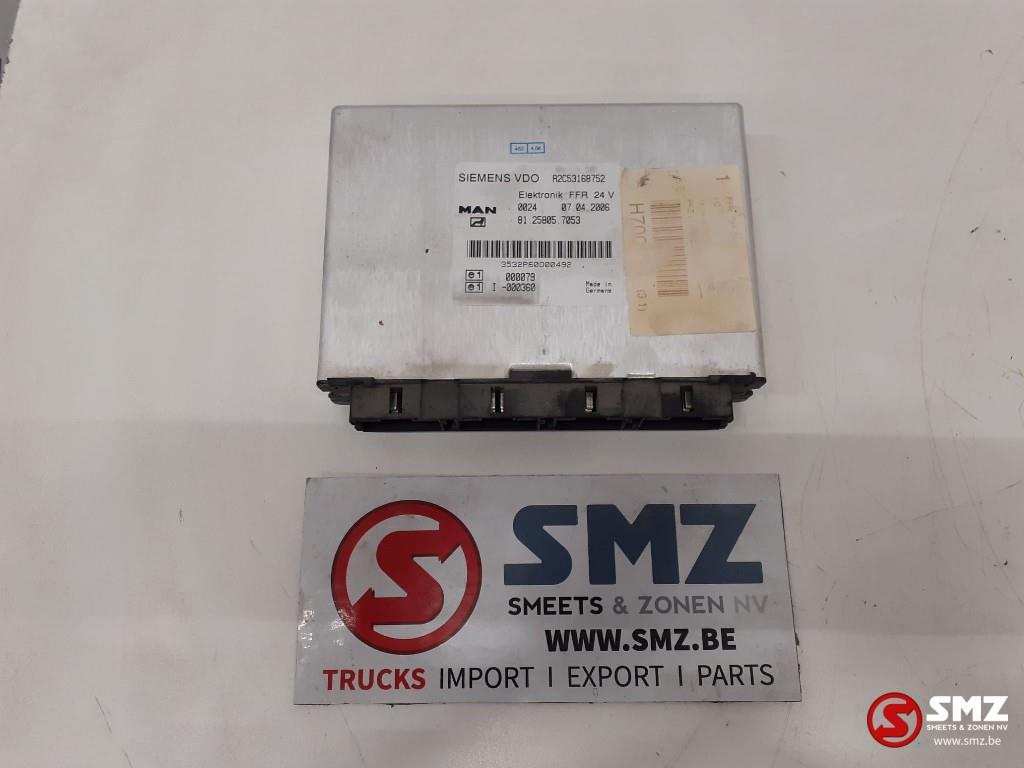 SIEMENS VDO A2C53168752
Elektronik FFR 24 V
MAN 0024 07.04.2006
81.25805.7053
3532P60D00492
e1 000079
e1 I -000360
Made in
Germany
H70C
S
SMZ
SMEETS & ZONEN NV
WWW.SMZ.BE
TRUCKS IMPORT I EXPORT I PARTS
S
SMZ
SMEETS & ZONEN NV
www.smz.be